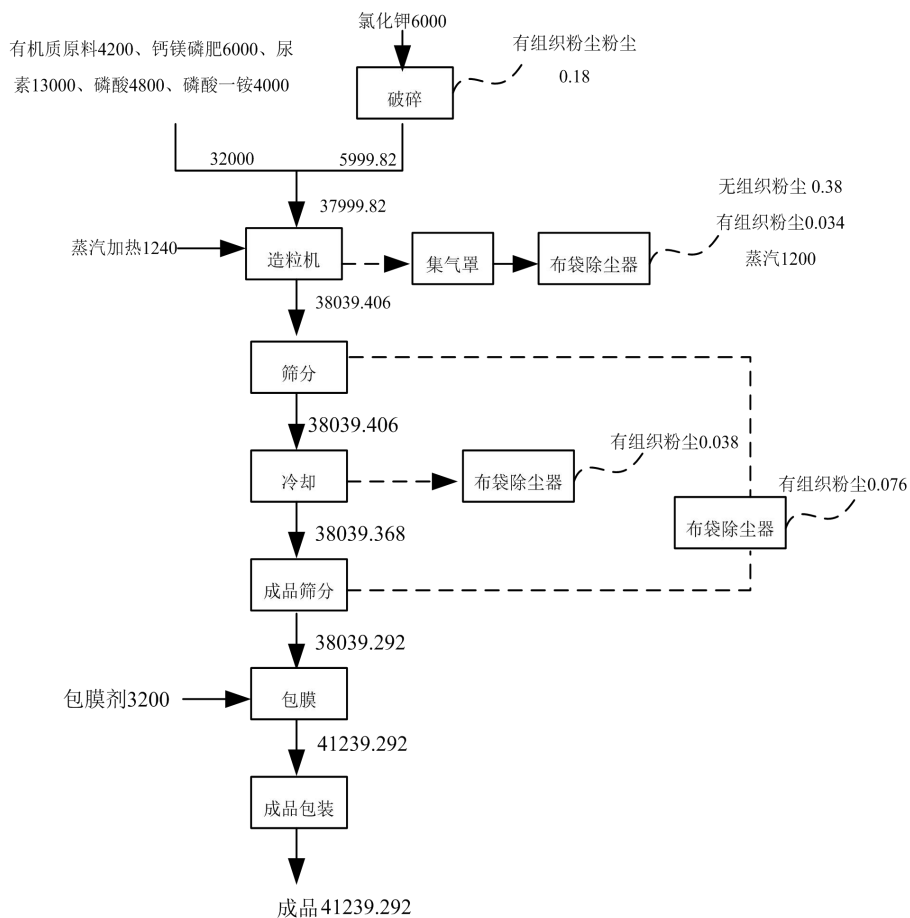 氯化钾6000
有机质原料4200、钙镁磷肥6000、尿
素13000、磷酸4800、磷酸一铵4000
有组织粉尘粉尘
0.18
破碎
32000
5999.82
37999.82
无组织粉尘 0.38
有组织粉尘0.034
蒸汽1200
蒸汽加热1240
造粒机
集气罩
布袋除尘器
38039.406
筛分
38039.406
有组织粉尘0.038
冷却
布袋除尘器
有组织粉尘0.076
布袋除尘器
38039.368
成品筛分
38039.292
包膜剂3200
包膜
41239.292
成品包装
成品 41239.292